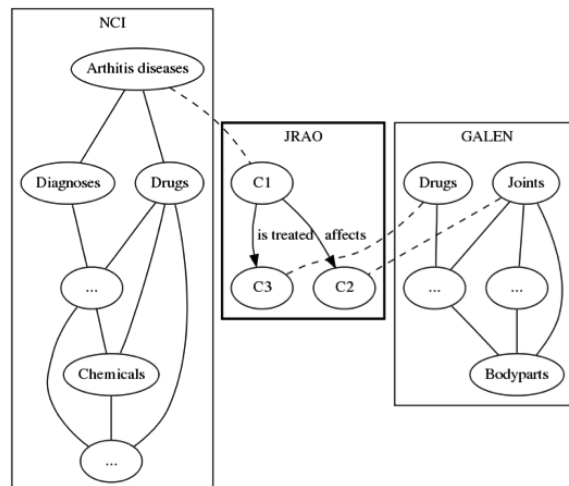 NCI
Arthitis diseases
Diagnoses
Drugs
...
Chemicals
...
JRAO
C1
is treated
affects
C3
C2
GALEN
Drugs
Joints
...
...
Bodyparts